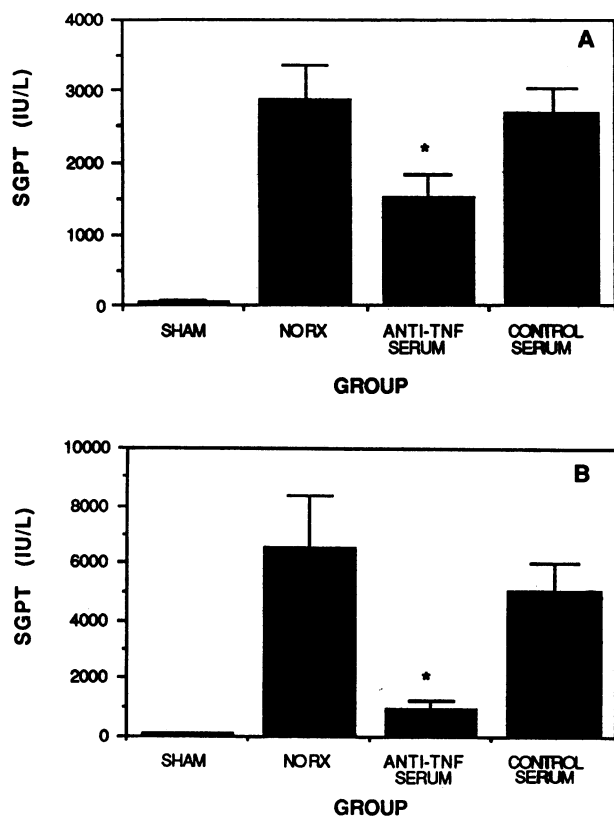 A
SGPT (IU/L)
4000
3000
2000
1000
0
*
SHAM
NO RX
ANTI-TNF
SERUM
CONTROL
SERUM
GROUP
B
SGPT (IU/L)
10000
8000
6000
4000
2000
0
*
SHAM
NO RX
ANTI-TNF
SERUM
CONTROL
SERUM
GROUP